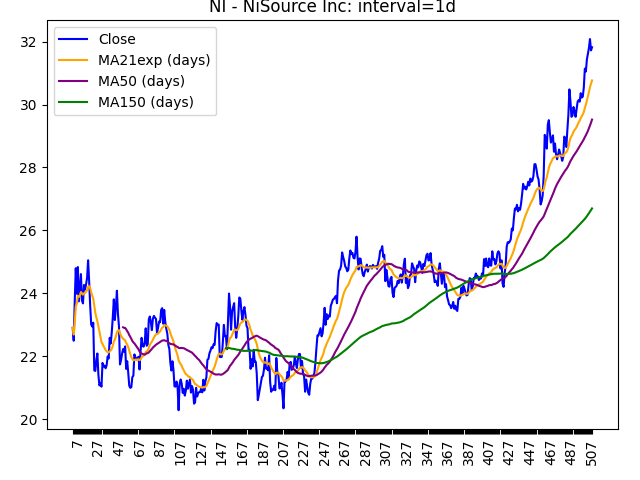 NI - NiSource Inc: interval=1d
Close
MA21exp (days)
MA50 (days)
MA150 (days)
32
30
28
26
24
22
20
7 27 47 67 87 107 127 147 167 187 207 227 247 267 287 307 327 347 367 387 407 427 447 467 487 507